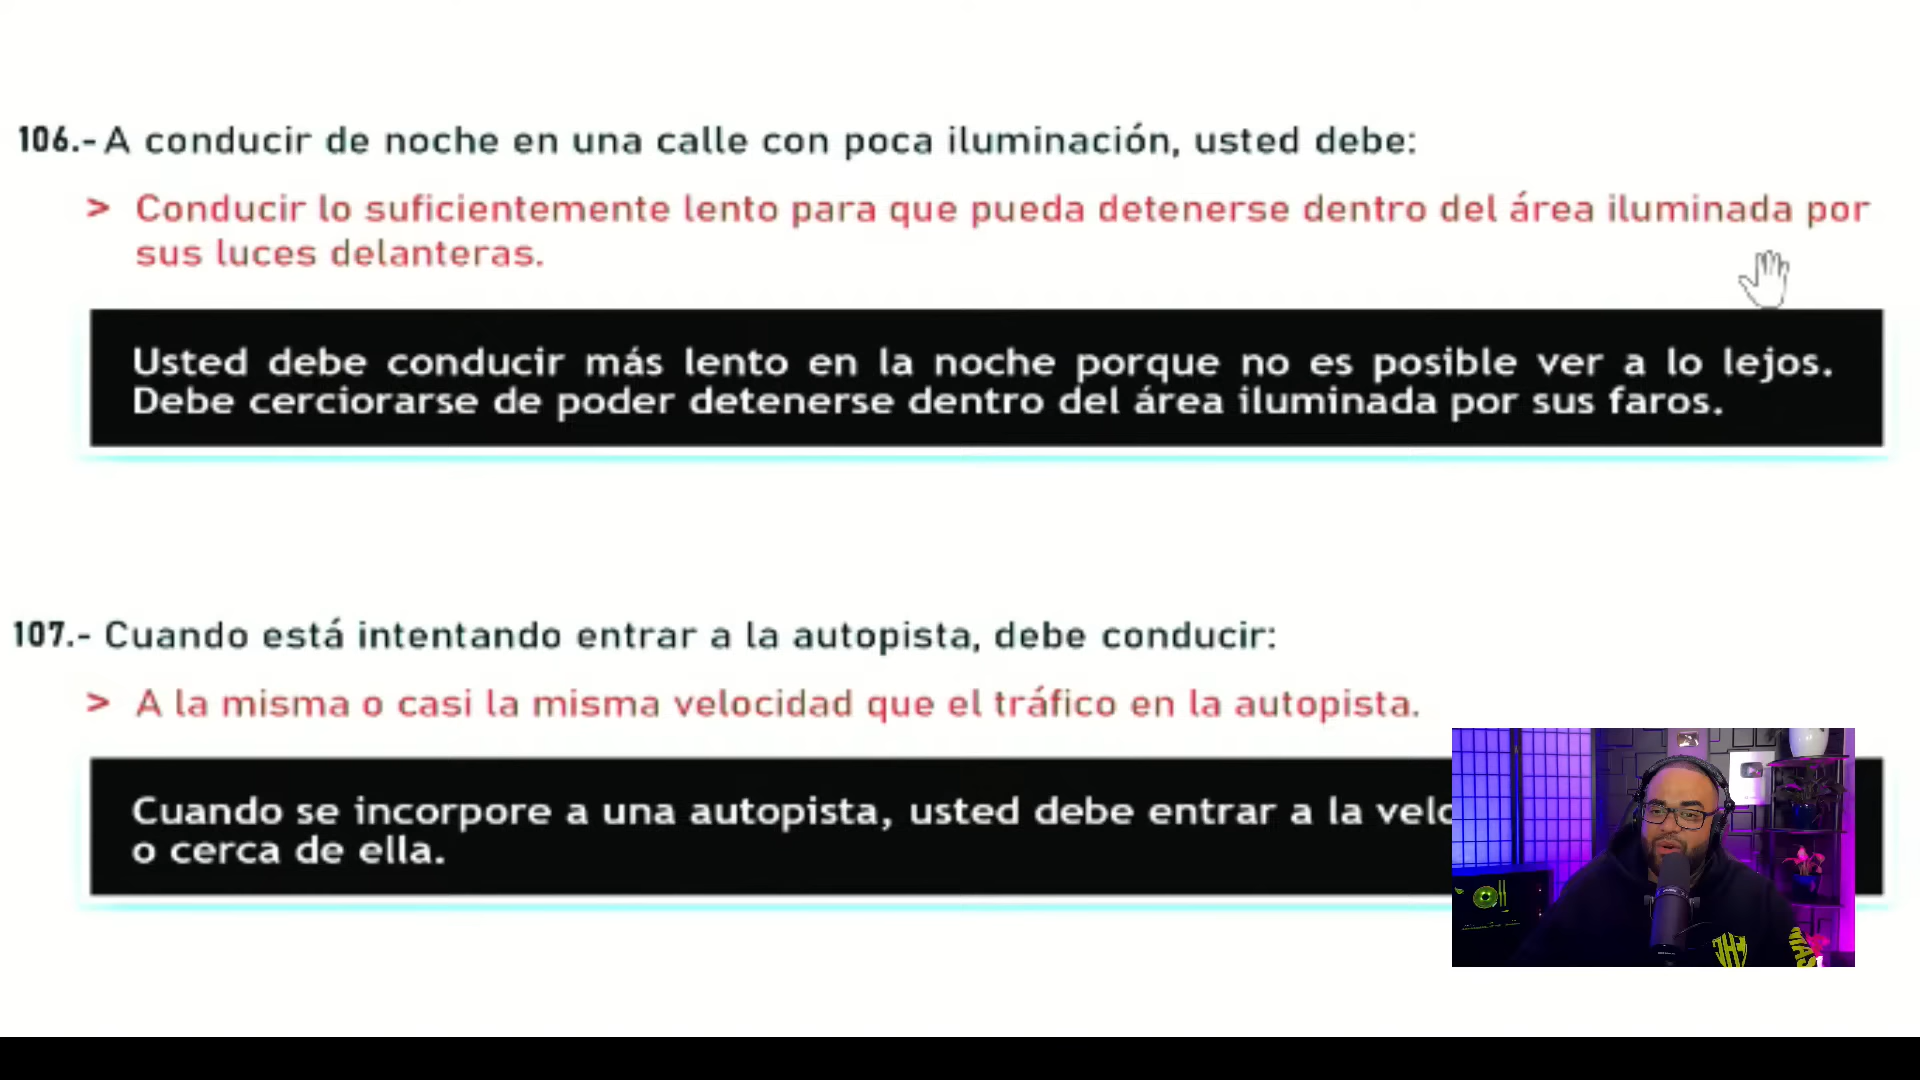 106.- A conducir de noche en una calle con poca iluminación, usted debe:
> Conducir lo suficientemente lento para que pueda detenerse dentro del área iluminada por
sus luces delanteras.
Usted debe conducir más lento en la noche porque no es posible ver a lo lejos.
Debe cerciorarse de poder detenerse dentro del área iluminada por sus faros.
107.- Cuando está intentando entrar a la autopista, debe conducir:
> A la misma o casi la misma velocidad que el tráfico en la autopista.
Cuando se incorpore a una autopista, usted debe entrar a la
o cerca de ella.